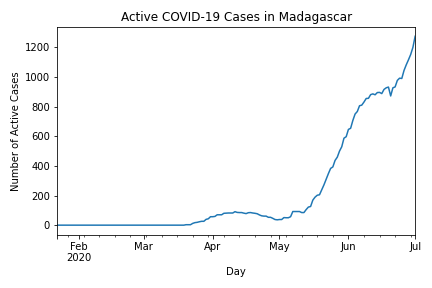 Active COVID-19 Cases in Madagascar
1200
1000
800
600
400
200
0
Number of Active Cases
Feb Mar Apr May Jun Jul
2020
Day